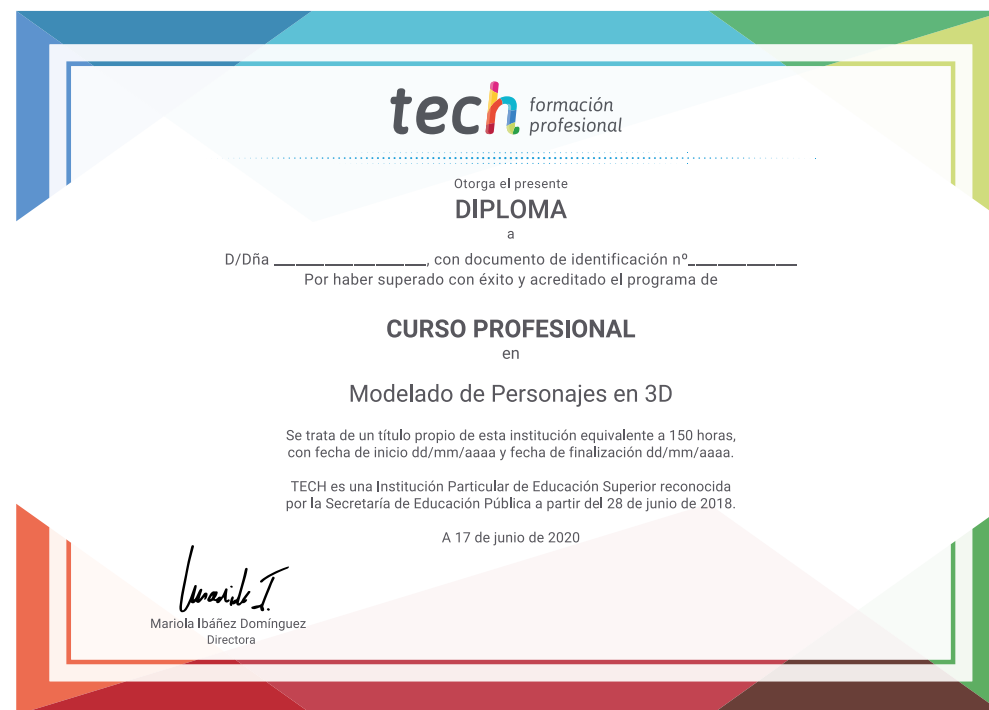 tech formación
profesional
Otorga el presente
DIPLOMA
a
D/Dña ______________, con documento de identificación nº__________
Por haber superado con éxito y acreditado el programa de
CURSO PROFESIONAL
en
Modelado de Personajes en 3D
Se trata de un título propio de esta institución equivalente a 150 horas,
con fecha de inicio dd/mm/aaaa y fecha de finalización dd/mm/aaaa.
TECH es una Institución Particular de Educación Superior reconocida
por la Secretaría de Educación Pública a partir del 28 de junio de 2018.
A 17 de junio de 2020
Mariola I.
Mariola Ibáñez Domínguez
Directora